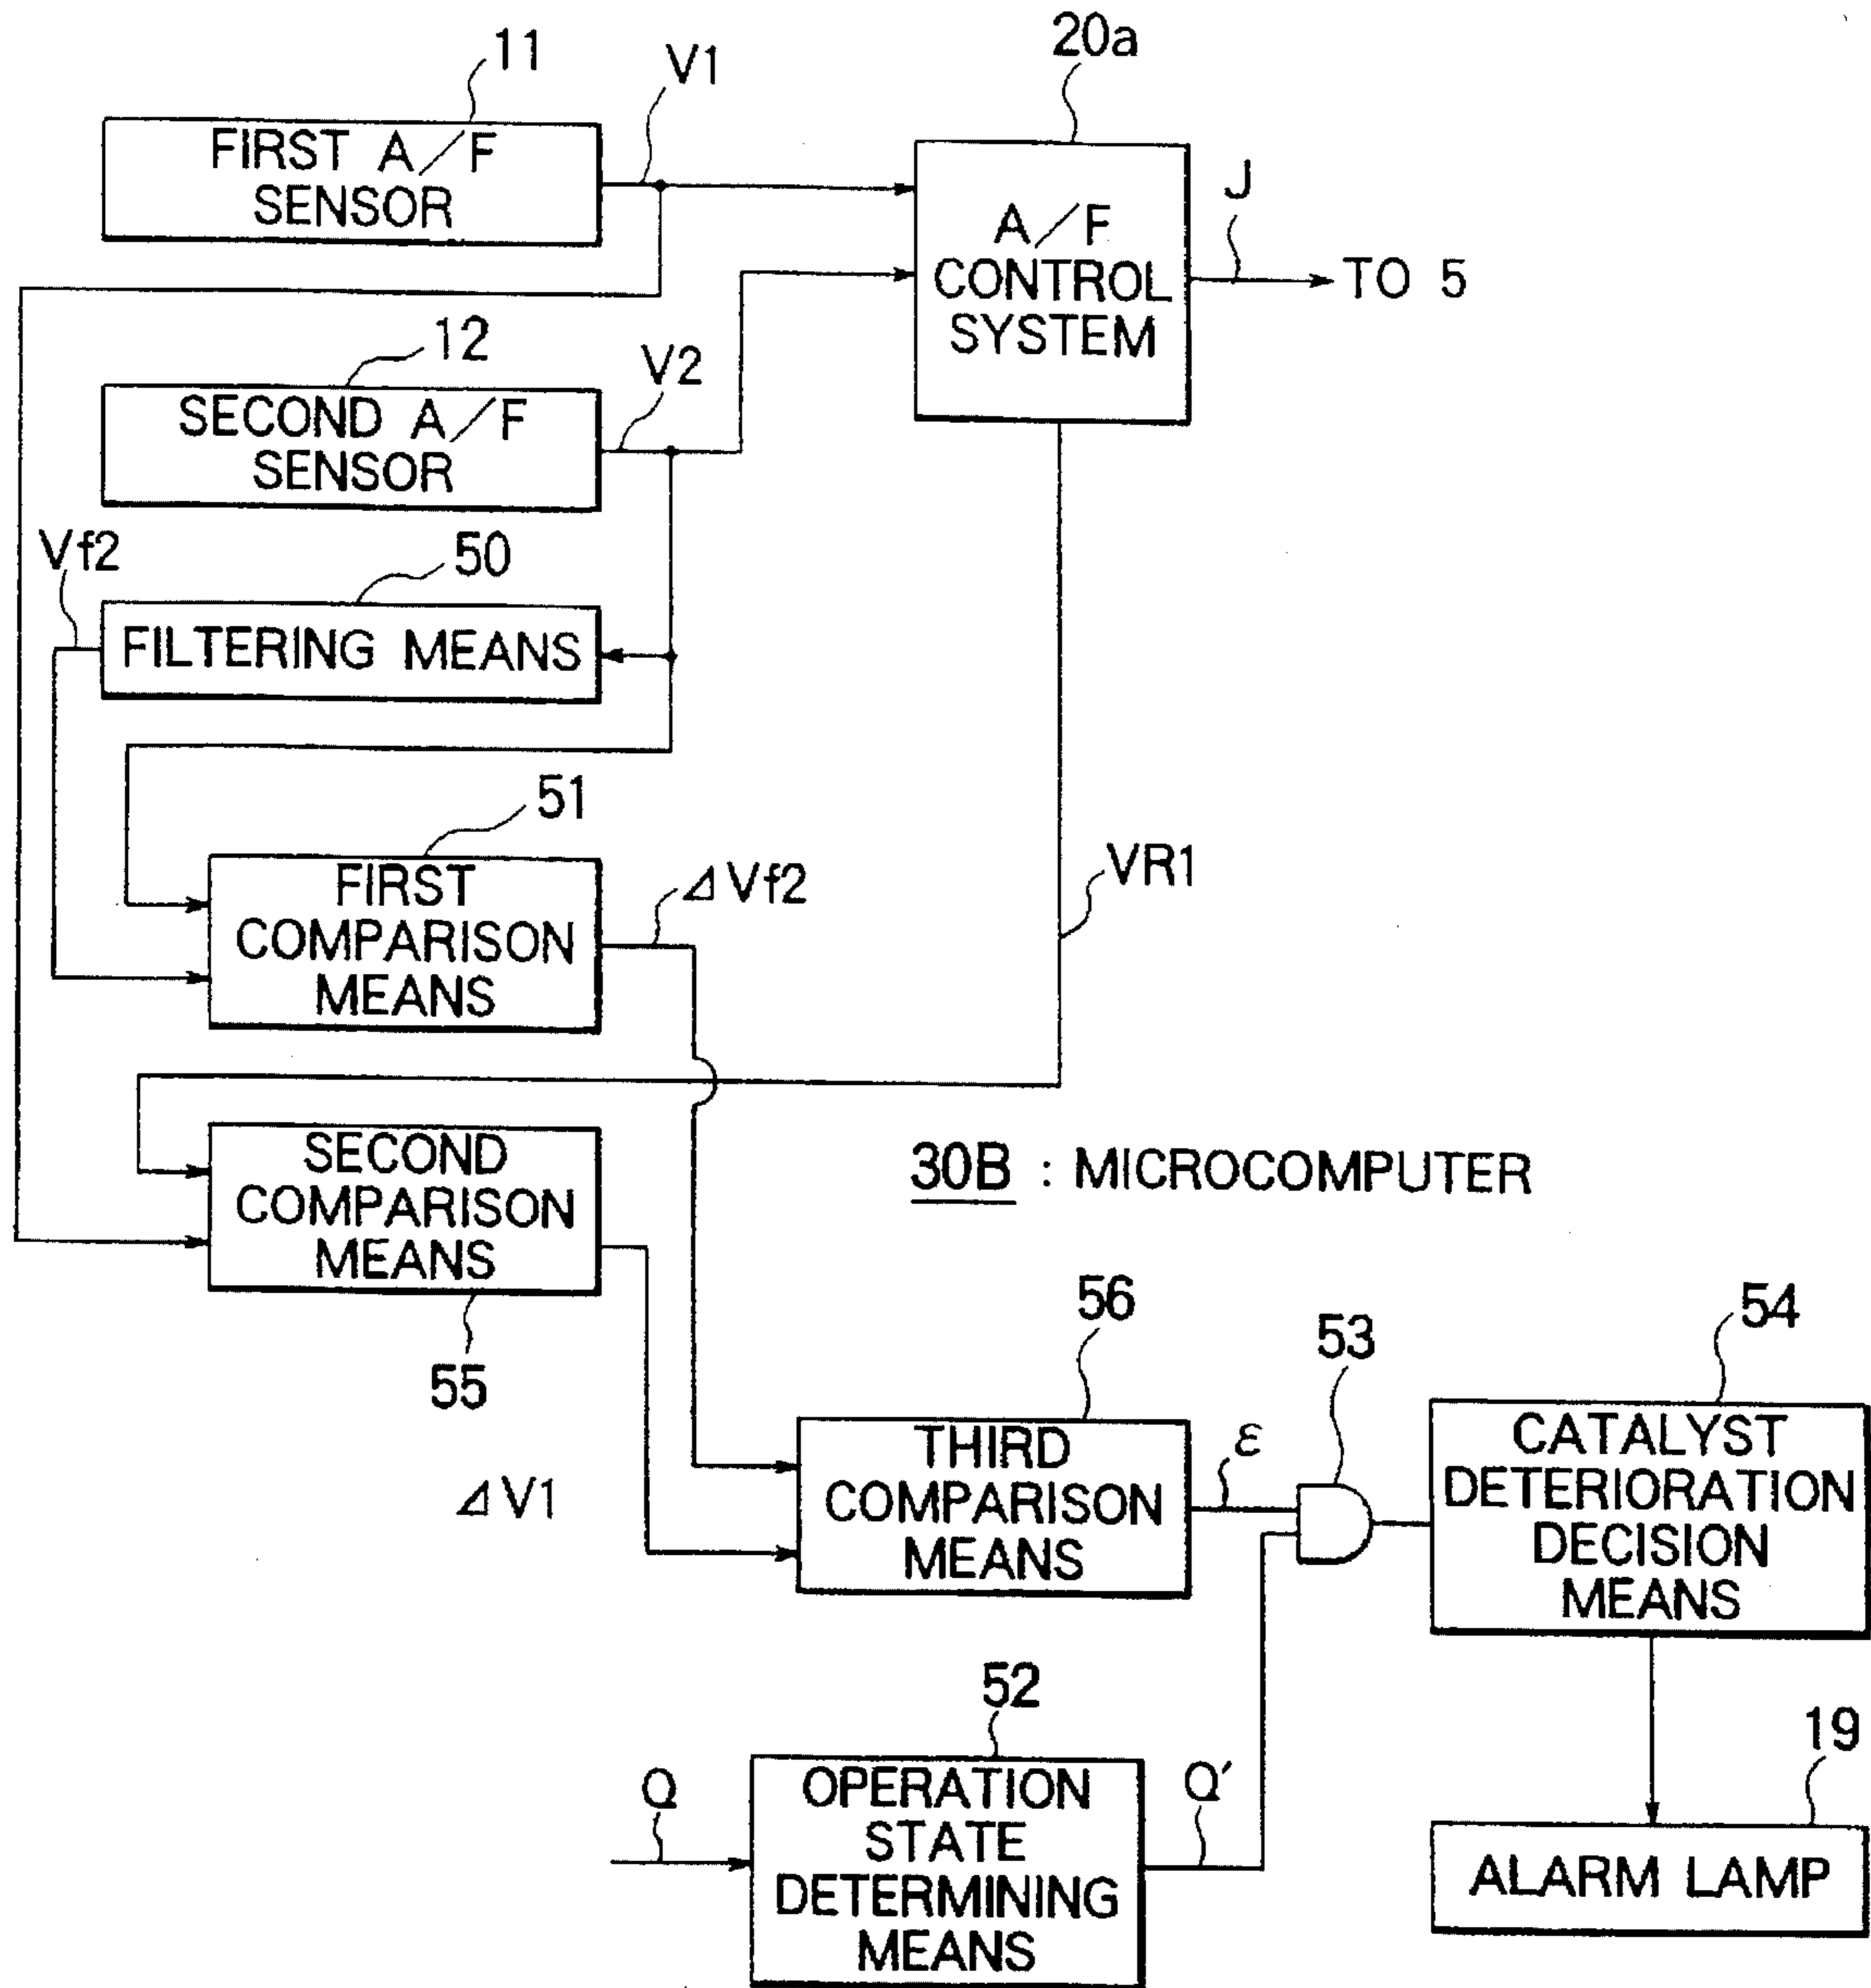 11
V1
20a
FIRST A/F
SENSOR
A/F
CONTROL
SYSTEM
J
TO 5
12
V2
SECOND A/F
SENSOR
Vf2
50
FILTERING MEANS
51
FIRST
COMPARISON
MEANS
⊿Vf2
VR1
SECOND
COMPARISON
MEANS
55
30B : MICROCOMPUTER
⊿V1
56
THIRD
COMPARISON
MEANS
ε
53
54
CATALYST
DETERIORATION
DECISION
MEANS
52
Q
OPERATION
STATE
DETERMINING
MEANS
Q'
19
ALARM LAMP